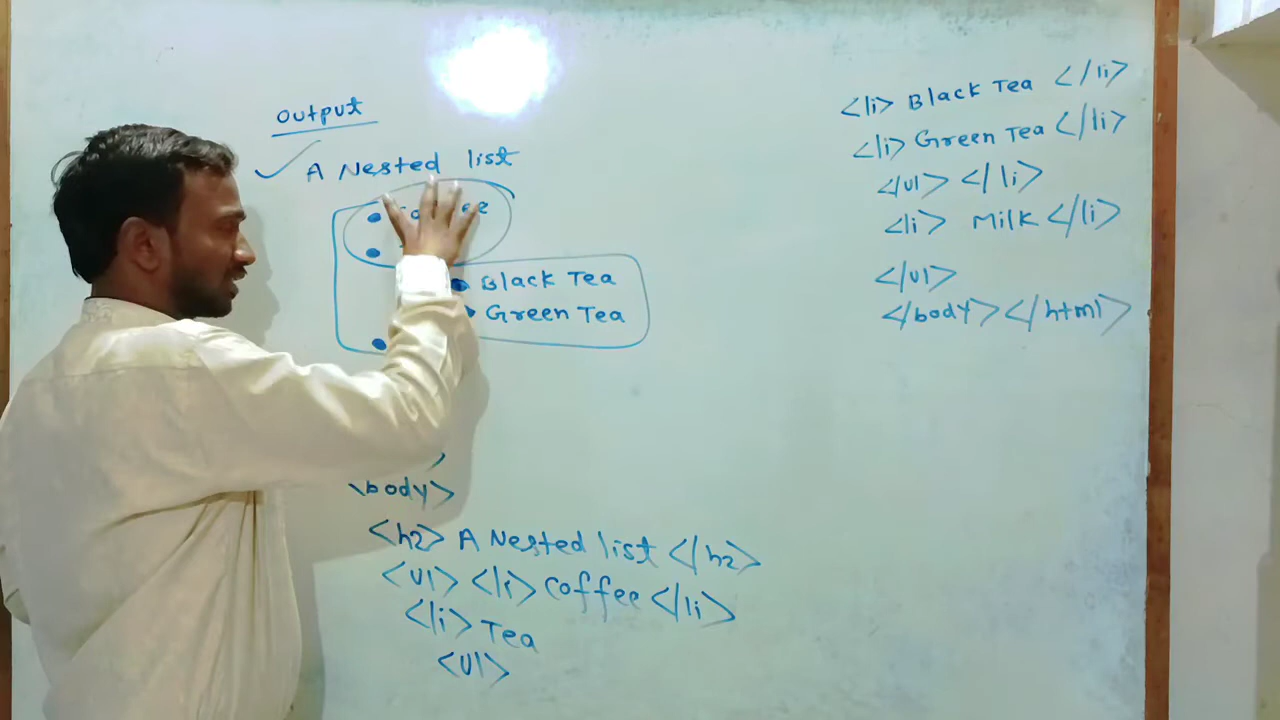 Output
A Nested list
Black Tea
Green Tea
body>
<h2> A Nested list </h2>
<ul> <li> Coffee </li>
<li> Tea
<ul>
<li> Black Tea </li>
<li> Green Tea </li>
</ul> </li>
<li> Milk </li>
</ul>
</body></html>